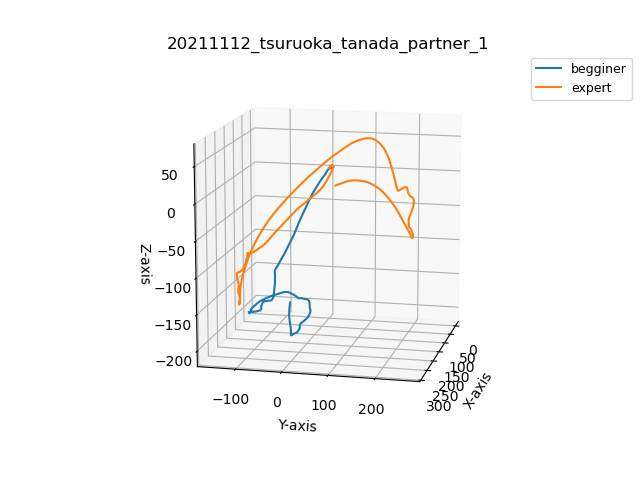 20211112_tsuruoka_tanada_partner_1
begginer
expert
50
0
−50
−100
−150
−200
Z-axis
−100
0
100
200
Y-axis
0
50
100
150
200
250
300
X-axis